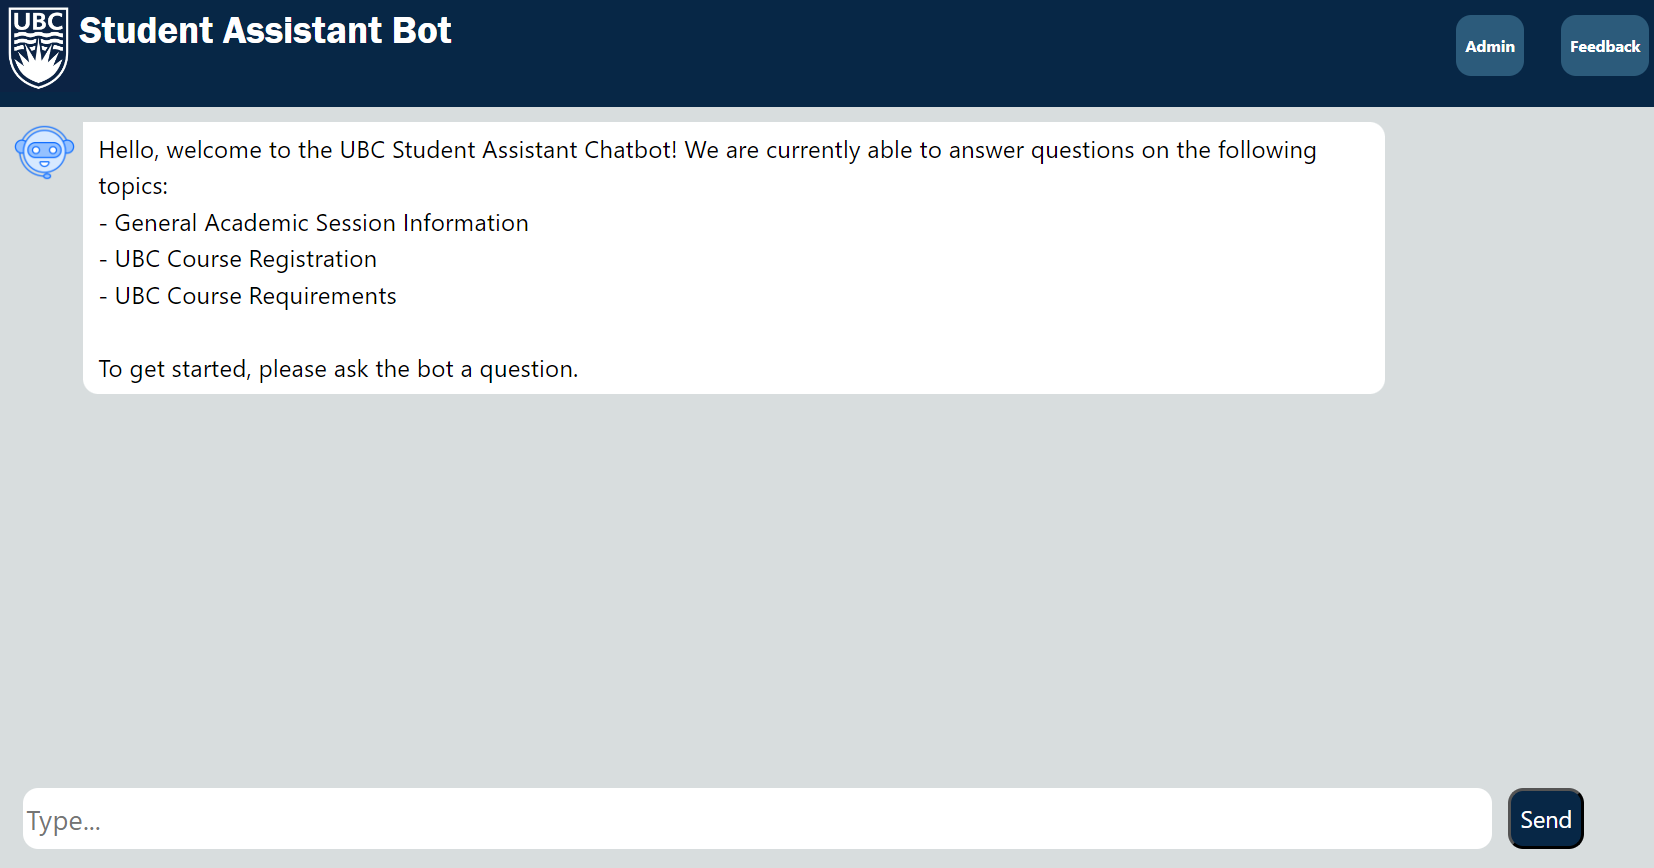 UBC
Student Assistant Bot
Admin
Feedback
Hello, welcome to the UBC Student Assistant Chatbot! We are currently able to answer questions on the following
topics:
- General Academic Session Information
- UBC Course Registration
- UBC Course Requirements
To get started, please ask the bot a question.
Type...
Send